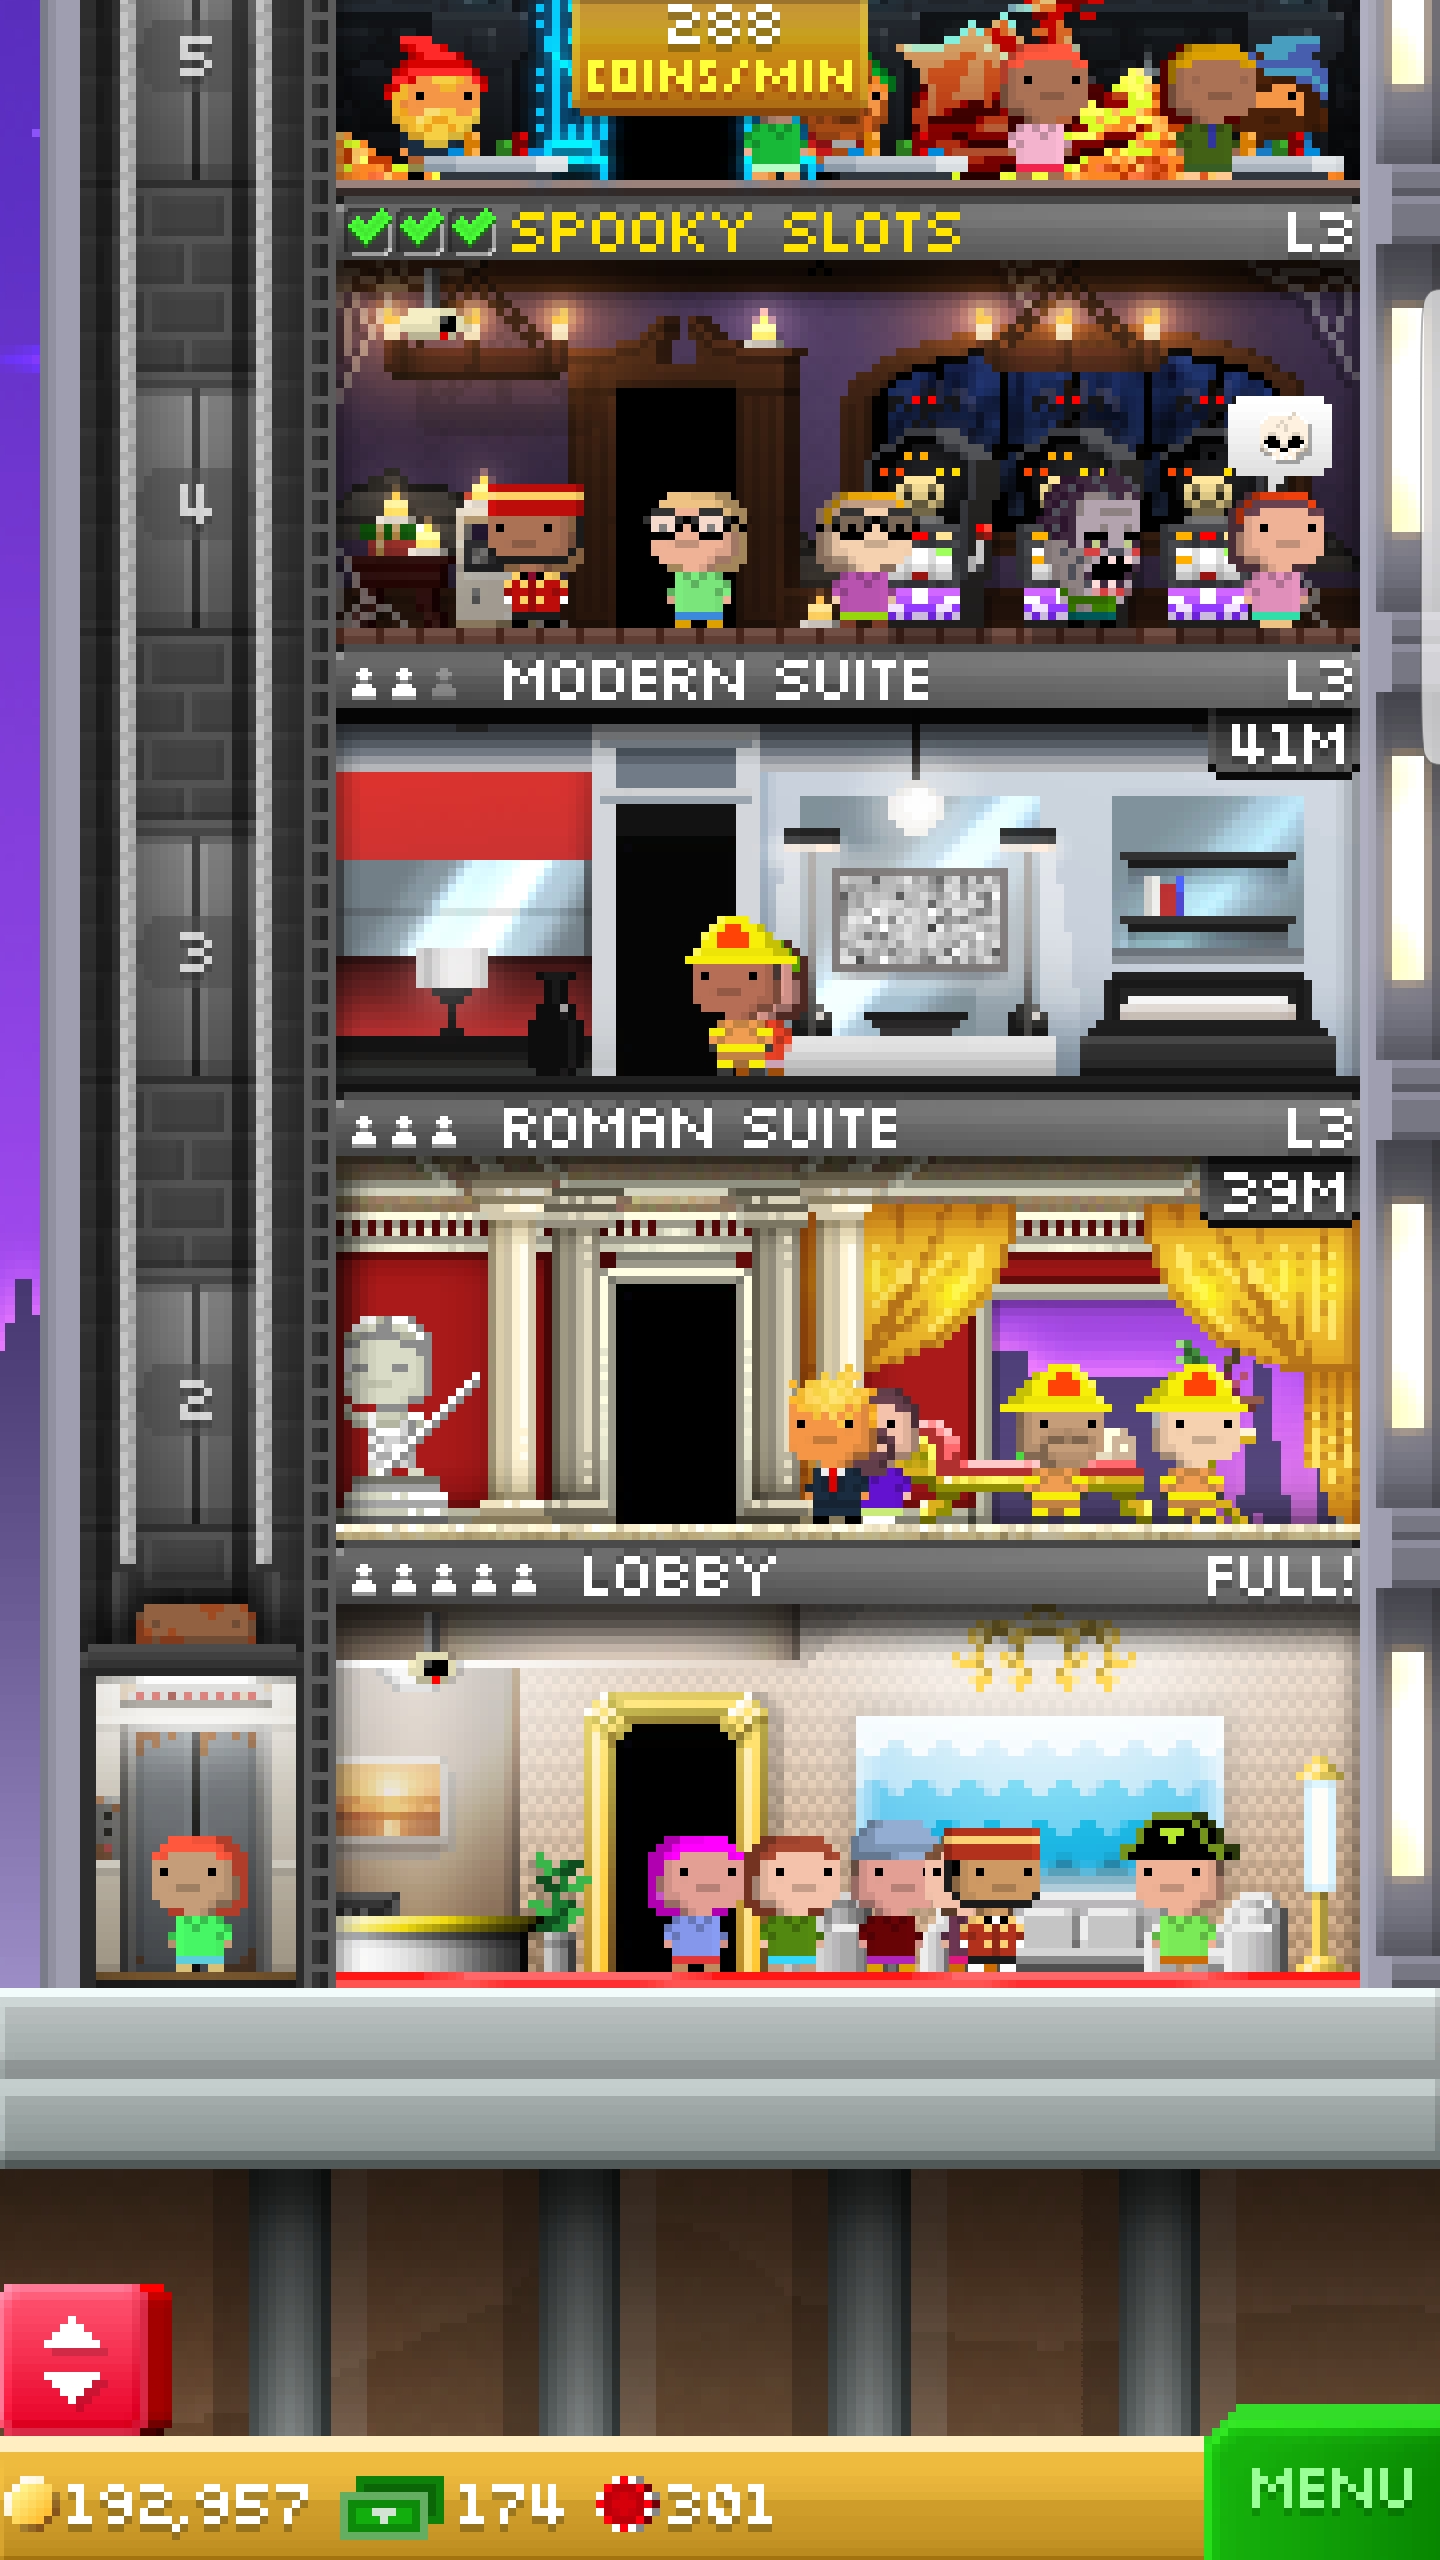 288
COINS/MIN
5
SPOOKY SLOTS L3
4
MODERN SUITE L3
41M
3
ROMAN SUITE L3
39M
2
LOBBY FULL!
192,957 174 301
MENU